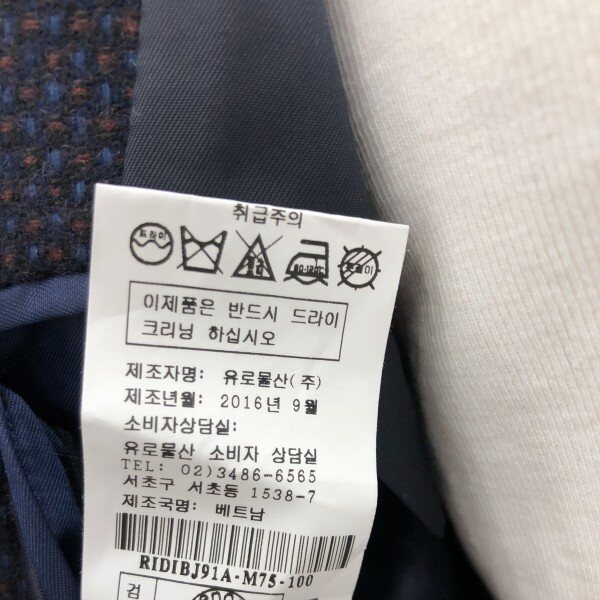 취급주의
드라이
이제품은 반드시 드라이
크리닝 하십시오
제조자명: 유로물산(주)
제조년월: 2016년 9월
소비자상담실:
유로물산 소비자 상담실
TEL: 02)3486-6565
서초구 서초동 1538-7
제조국명: 베트남
RIDIBJ91A-M75-100
검